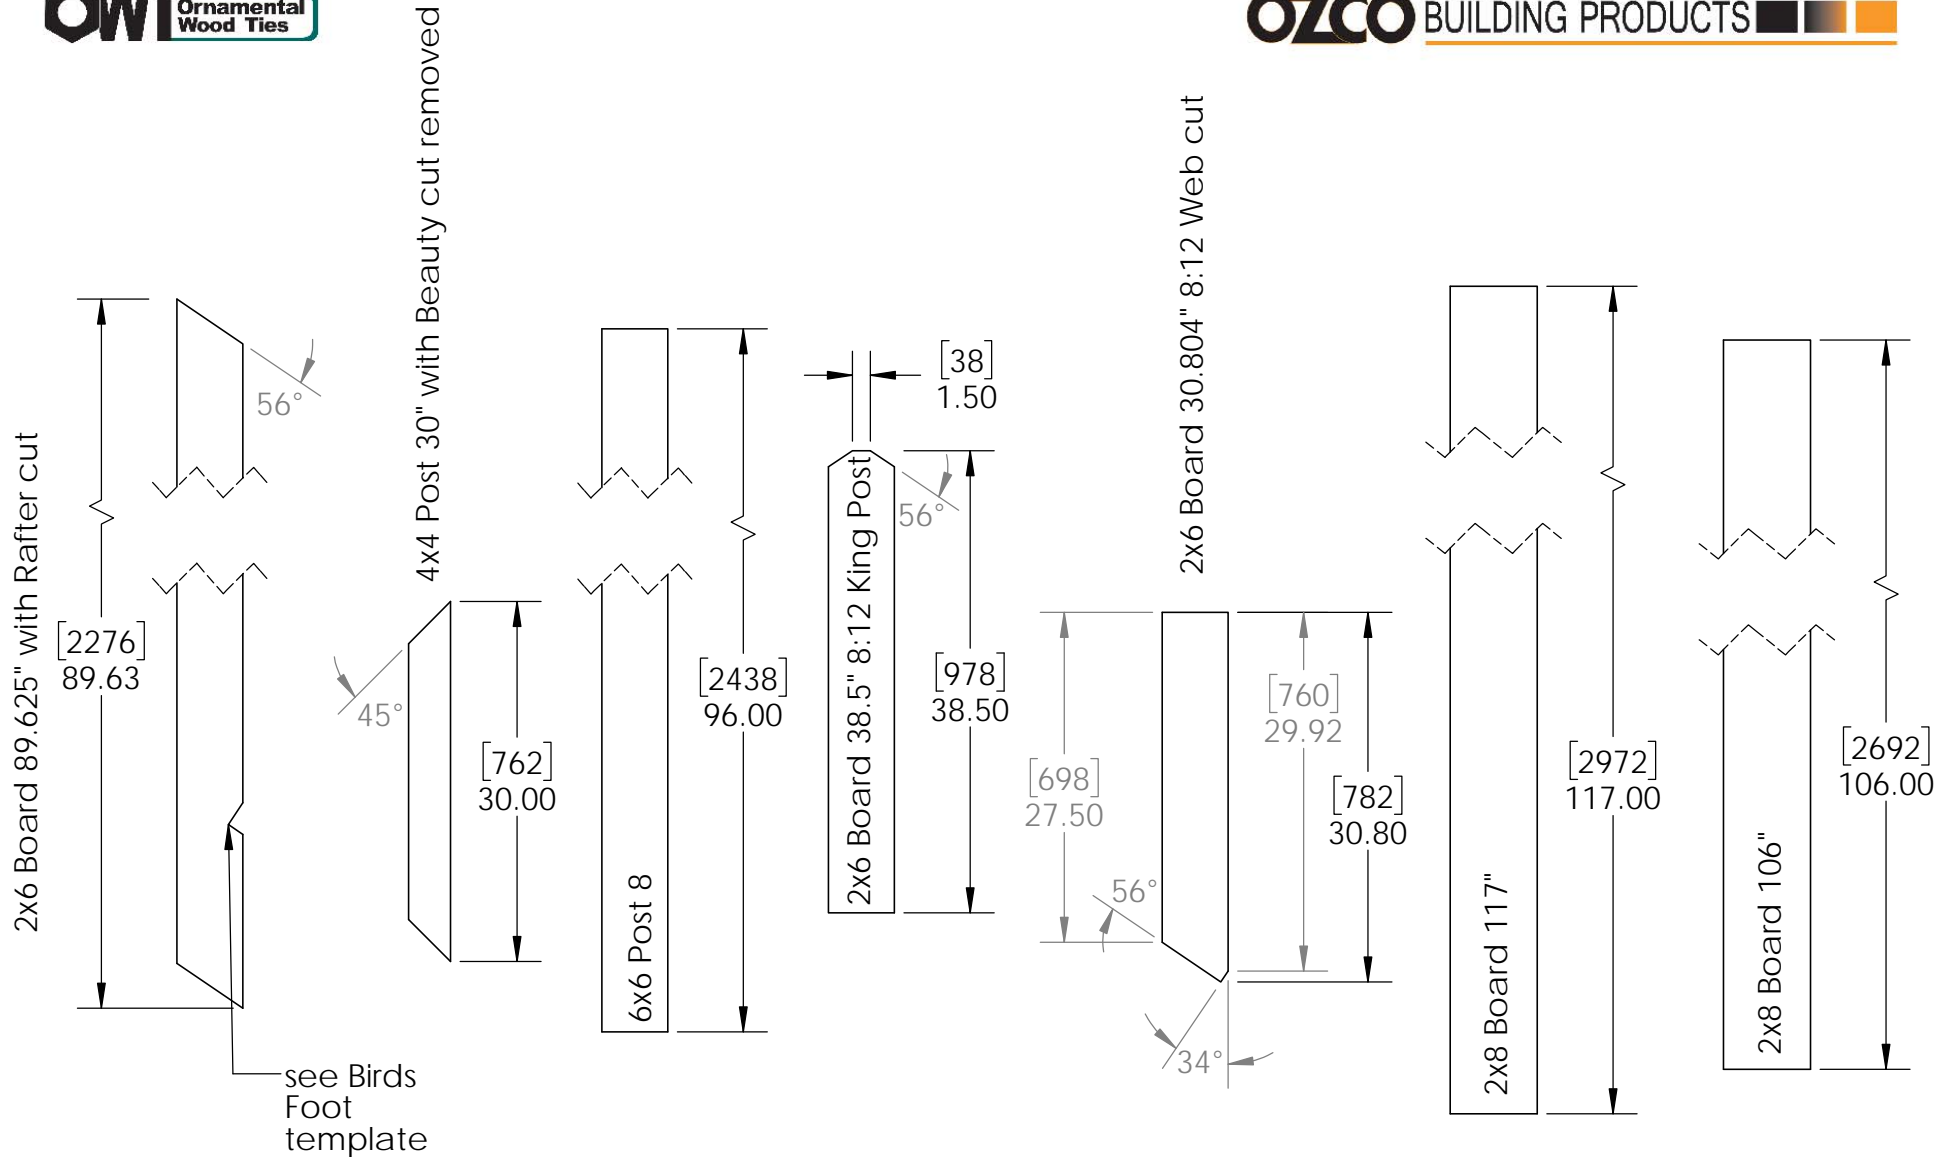 OWT Ornamental
Wood Ties
OZCO BUILDING PRODUCTS
2x6 Board 89.625" with Rafter cut
[2276]
89.63
56°
see Birds
Foot
template
4x4 Post 30" with Beauty cut removed
45°
[762]
30.00
6x6 Post 8
[2438]
96.00
2x6 Board 38.5" 8:12 King Post
[38]
1.50
56°
[978]
38.50
2x6 Board 30.804" 8:12 Web cut
[698]
27.50
56°
34°
[760]
29.92
[782]
30.80
2x8 Board 117"
[2972]
117.00
2x8 Board 106"
[2692]
106.00